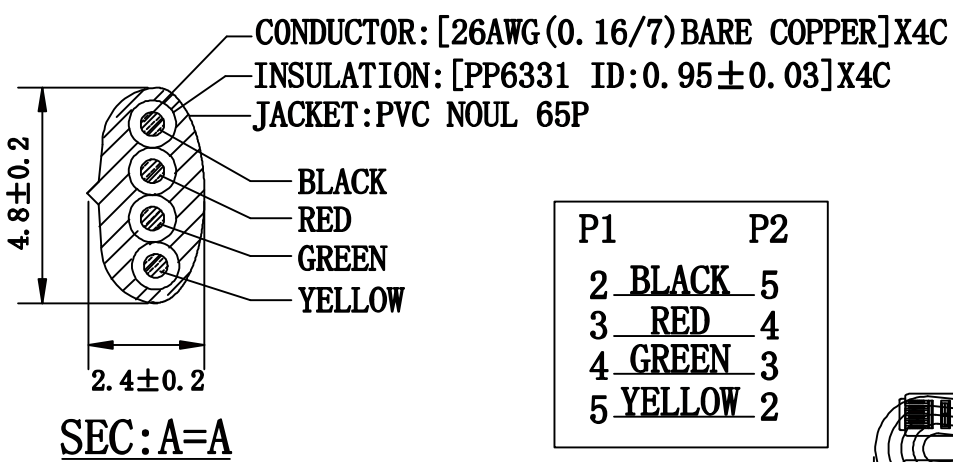 CONDUCTOR:[26AWG(0.16/7)BARE COPPER]X4C
INSULATION:[PP6331 ID:0.95±0.03]X4C
JACKET:PVC NOUL 65P
4.8±0.2
BLACK
RED
GREEN
YELLOW
2.4±0.2
SEC:A=A
P1 P2
2 BLACK 5
3 RED 4
4 GREEN 3
5 YELLOW 2